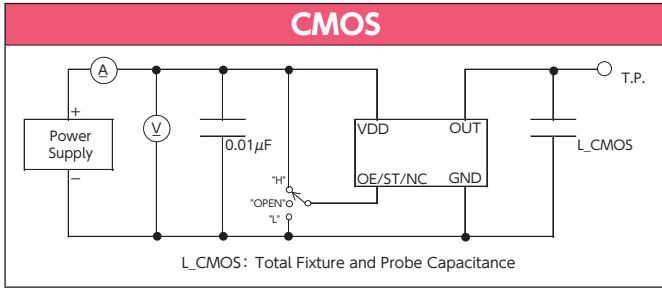 CMOS
A
T.P.
+
V
Power
Supply
0.01μF
VDD
OUT
L_CMOS
−
"H"
OE/ST/NC
GND
"OPEN"
"L"
L_CMOS: Total Fixture and Probe Capacitance